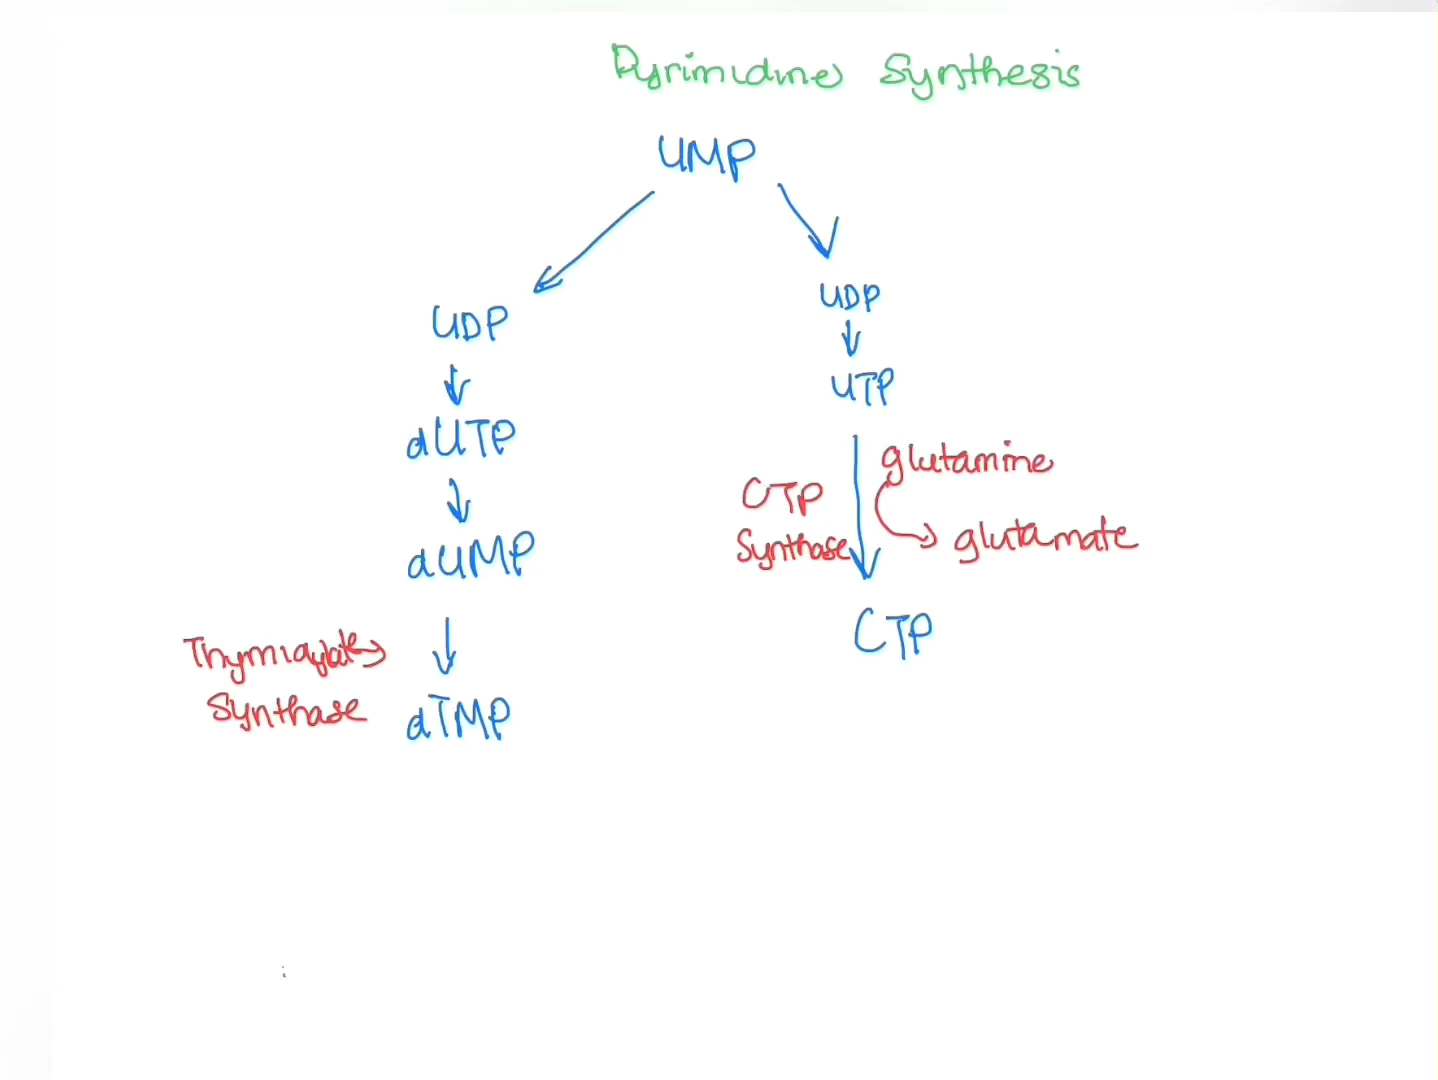 Pyrimidine Synthesis
UMP
UDP
UDP
UTP
dUTP
glutamine
CTP
Synthase
glutamate
dUMP
CTP
Thymidylate
Synthase
dTMP